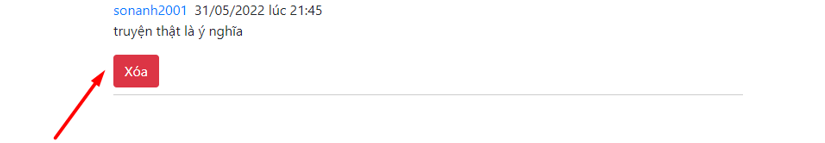 sonanh2001 31/05/2022 lúc 21:45
truyện thật là ý nghĩa
Xóa